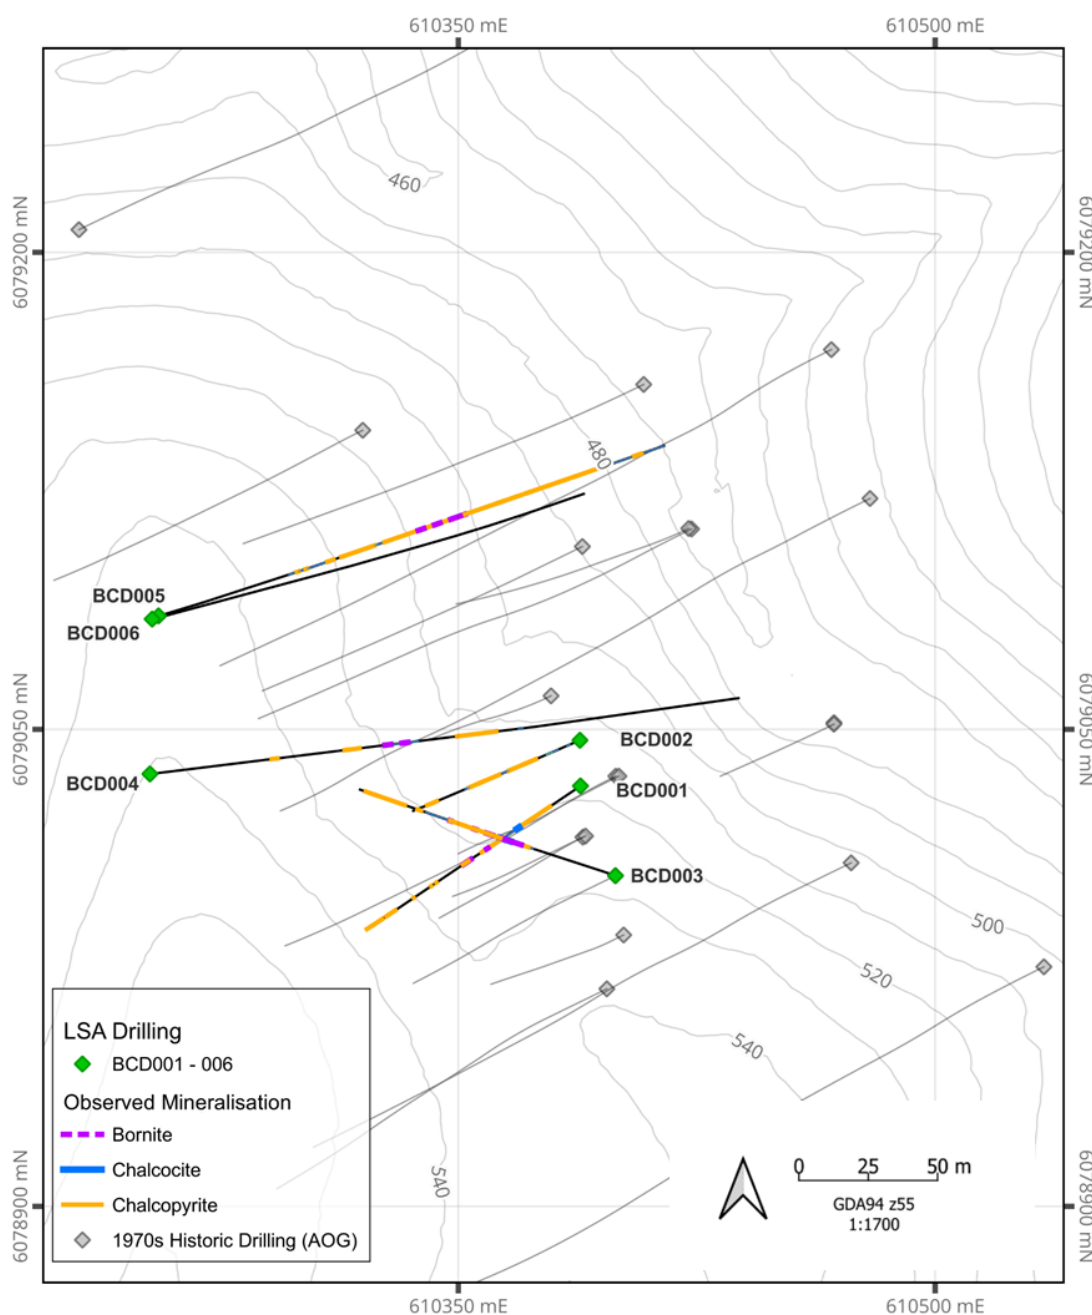 610350 mE
610500 mE
460
6079200 mN
6079200 mN
480
BCD005
BCD006
6079050 mN
6079050 mN
BCD002
BCD004
BCD001
BCD003
500
520
540
540
LSA Drilling
BCD001 - 006
Observed Mineralisation
Bornite
Chalcocite
Chalcopyrite
1970s Historic Drilling (AOG)
0 25 50 m
GDA94 z55
1:1700
6078900 mN
6078900 mN
610350 mE
610500 mE